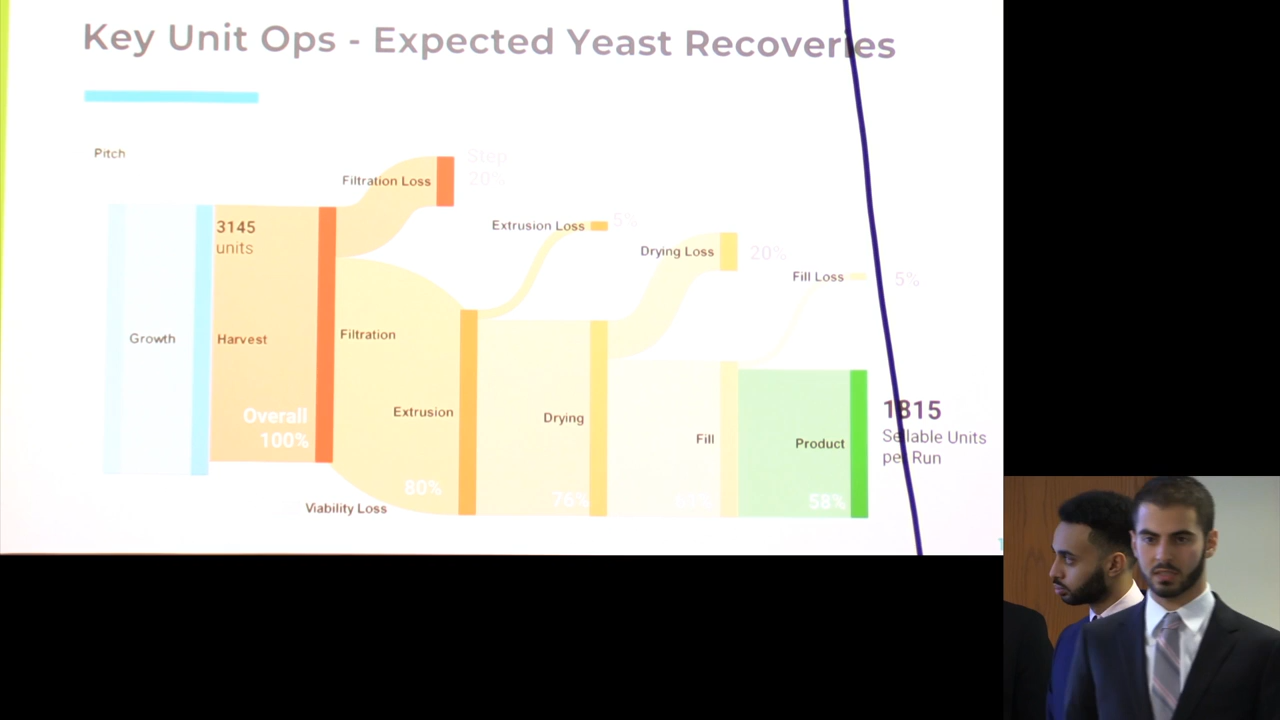 Key Unit Ops - Expected Yeast Recoveries
Pitch
Step
20%
Filtration Loss
Extrusion Loss
5%
Drying Loss
20%
Fill Loss
5%
3145
units
Growth
Harvest
Filtration
Extrusion
Drying
Fill
Product
Overall
100%
80%
76%
58%
Viability Loss
1815
Sellable Units
per Run